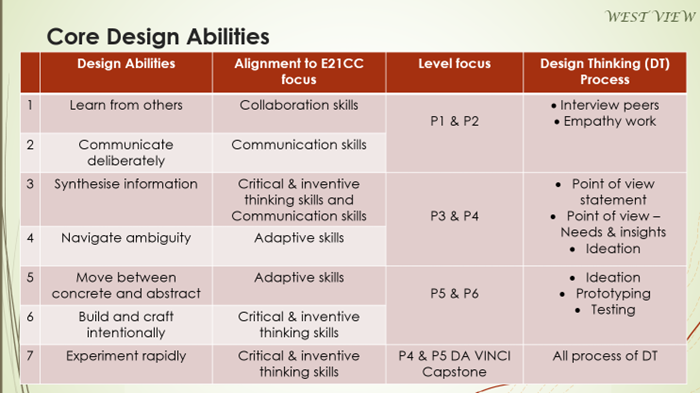 WEST VIEW
Core Design Abilities
Design Abilities
Alignment to E21CC
focus
Level focus
Design Thinking (DT)
Process
1
Learn from others
Collaboration skills
P1 & P2
• Interview peers
• Empathy work
2
Communicate
deliberately
Communication skills
3
Synthesise information
Critical & inventive
thinking skills and
Communication skills
P3 & P4
• Point of view
statement
• Point of view –
Needs & insights
• Ideation
4
Navigate ambiguity
Adaptive skills
5
Move between
concrete and abstract
Adaptive skills
P5 & P6
• Ideation
• Prototyping
• Testing
6
Build and craft
intentionally
Critical & inventive
thinking skills
7
Experiment rapidly
Critical & inventive
thinking skills
P4 & P5 DA VINCI
Capstone
All process of DT